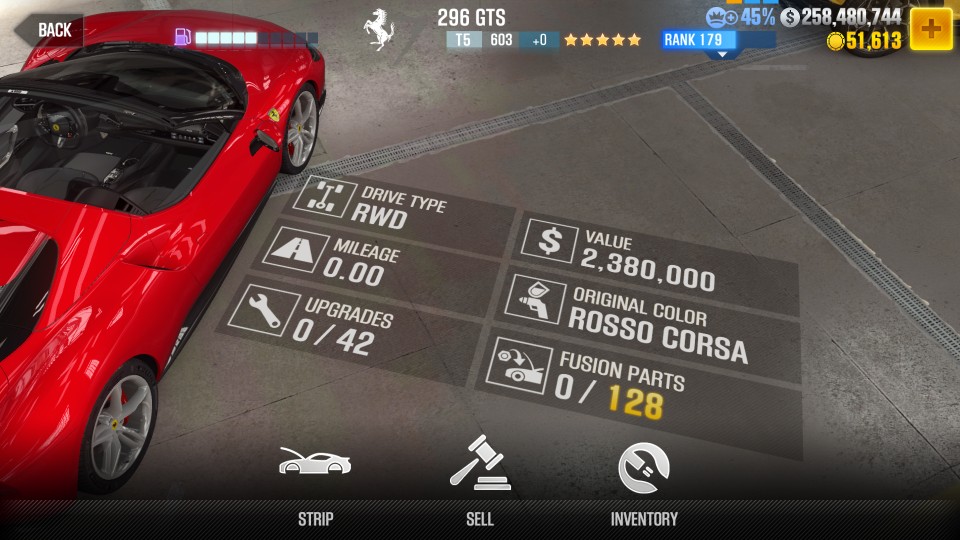 BACK
296 GTS
T5 603 +0
45% $ 258,480,744
RANK 179
51,613
+
DRIVE TYPE
RWD
MILEAGE
0.00
UPGRADES
0 / 42
$ VALUE
2,380,000
ORIGINAL COLOR
ROSSO CORSA
FUSION PARTS
0 / 128
STRIP
SELL
INVENTORY